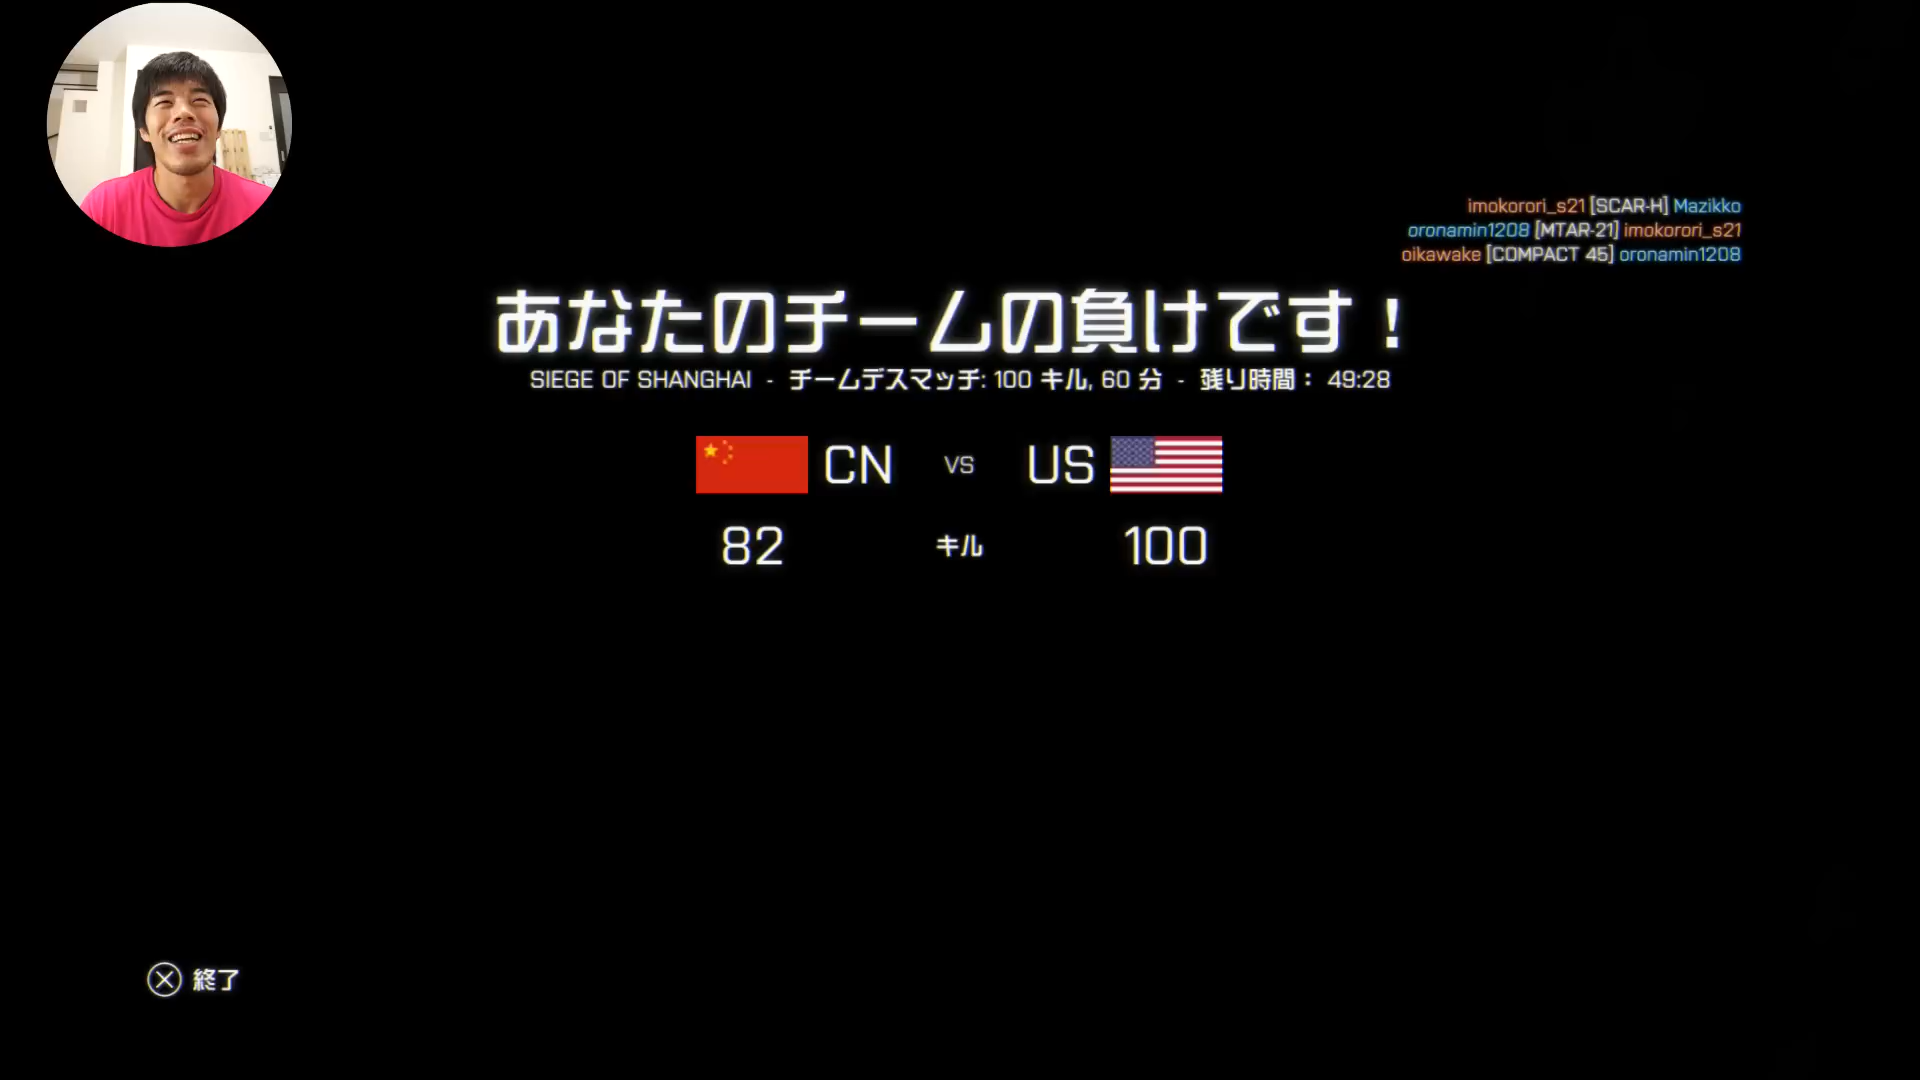 imokorori_s21 [SCAR-H] Mazikko
oronamin1208 [MTAR-21] imokorori_s21
oikawake [COMPACT 45] oronamin1208
あなたのチームの負けです！
SIEGE OF SHANGHAI - チームデスマッチ: 100 キル, 60 分 - 残り時間： 49:28
CN VS US
82 キル 100
終了